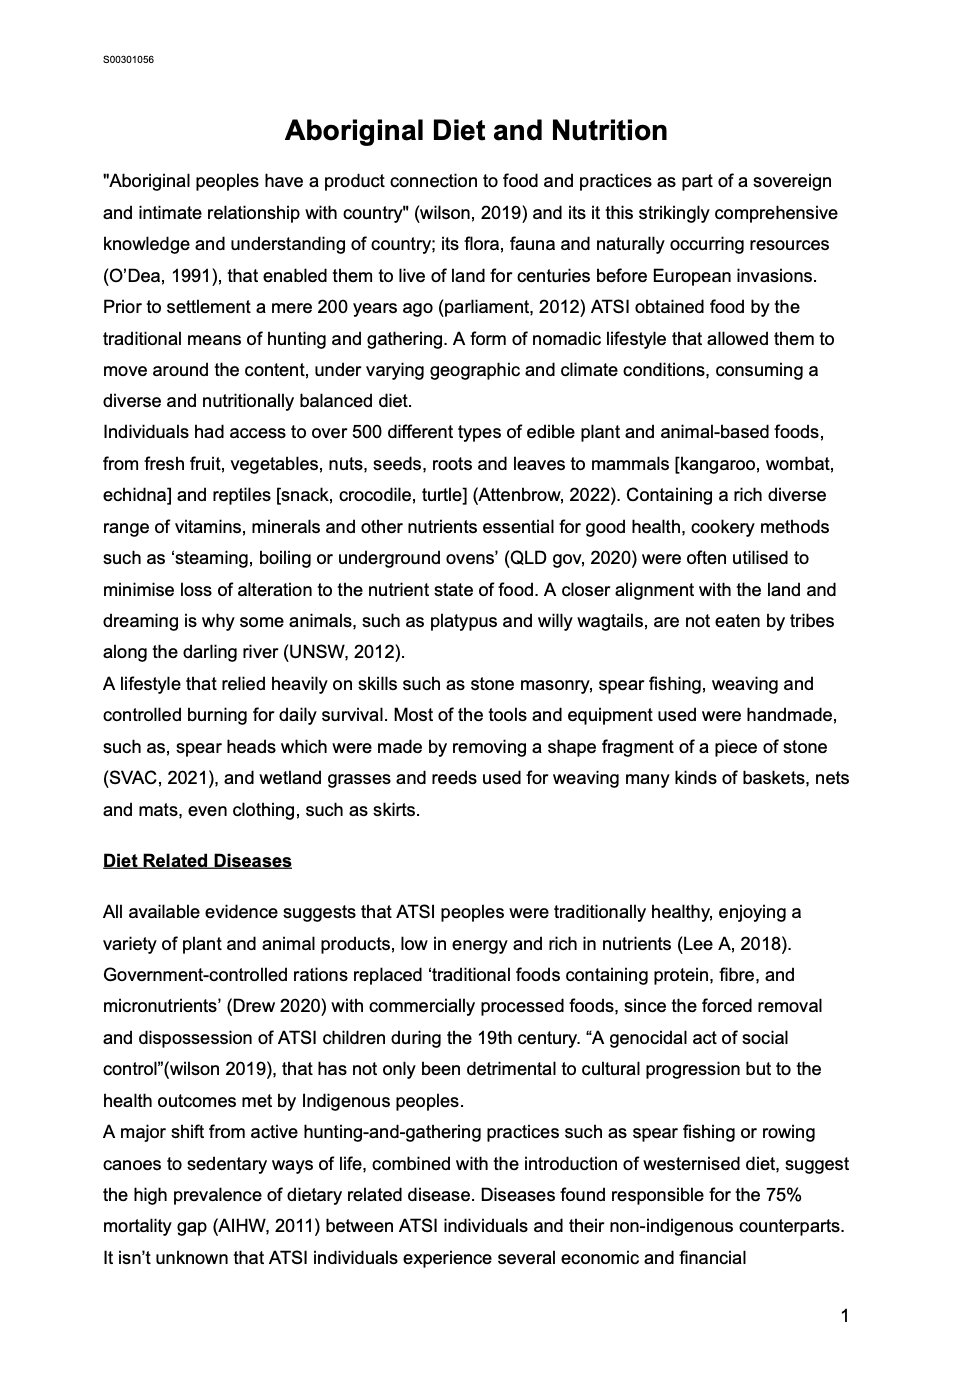 S00301056
Aboriginal Diet and Nutrition
"Aboriginal peoples have a product connection to food and practices as part of a sovereign
and intimate relationship with country" (wilson, 2019) and its it this strikingly comprehensive
knowledge and understanding of country; its flora, fauna and naturally occurring resources
(O’Dea, 1991), that enabled them to live of land for centuries before European invasions.
Prior to settlement a mere 200 years ago (parliament, 2012) ATSI obtained food by the
traditional means of hunting and gathering. A form of nomadic lifestyle that allowed them to
move around the content, under varying geographic and climate conditions, consuming a
diverse and nutritionally balanced diet.
Individuals had access to over 500 different types of edible plant and animal-based foods,
from fresh fruit, vegetables, nuts, seeds, roots and leaves to mammals [kangaroo, wombat,
echidna] and reptiles [snack, crocodile, turtle] (Attenbrow, 2022). Containing a rich diverse
range of vitamins, minerals and other nutrients essential for good health, cookery methods
such as ‘steaming, boiling or underground ovens’ (QLD gov, 2020) were often utilised to
minimise loss of alteration to the nutrient state of food. A closer alignment with the land and
dreaming is why some animals, such as platypus and willy wagtails, are not eaten by tribes
along the darling river (UNSW, 2012).
A lifestyle that relied heavily on skills such as stone masonry, spear fishing, weaving and
controlled burning for daily survival. Most of the tools and equipment used were handmade,
such as, spear heads which were made by removing a shape fragment of a piece of stone
(SVAC, 2021), and wetland grasses and reeds used for weaving many kinds of baskets, nets
and mats, even clothing, such as skirts.
Diet Related Diseases
All available evidence suggests that ATSI peoples were traditionally healthy, enjoying a
variety of plant and animal products, low in energy and rich in nutrients (Lee A, 2018).
Government-controlled rations replaced ‘traditional foods containing protein, fibre, and
micronutrients’ (Drew 2020) with commercially processed foods, since the forced removal
and dispossession of ATSI children during the 19th century. “A genocidal act of social
control”(wilson 2019), that has not only been detrimental to cultural progression but to the
health outcomes met by Indigenous peoples.
A major shift from active hunting-and-gathering practices such as spear fishing or rowing
canoes to sedentary ways of life, combined with the introduction of westernised diet, suggest
the high prevalence of dietary related disease. Diseases found responsible for the 75%
mortality gap (AIHW, 2011) between ATSI individuals and their non-indigenous counterparts.
It isn’t unknown that ATSI individuals experience several economic and financial
1